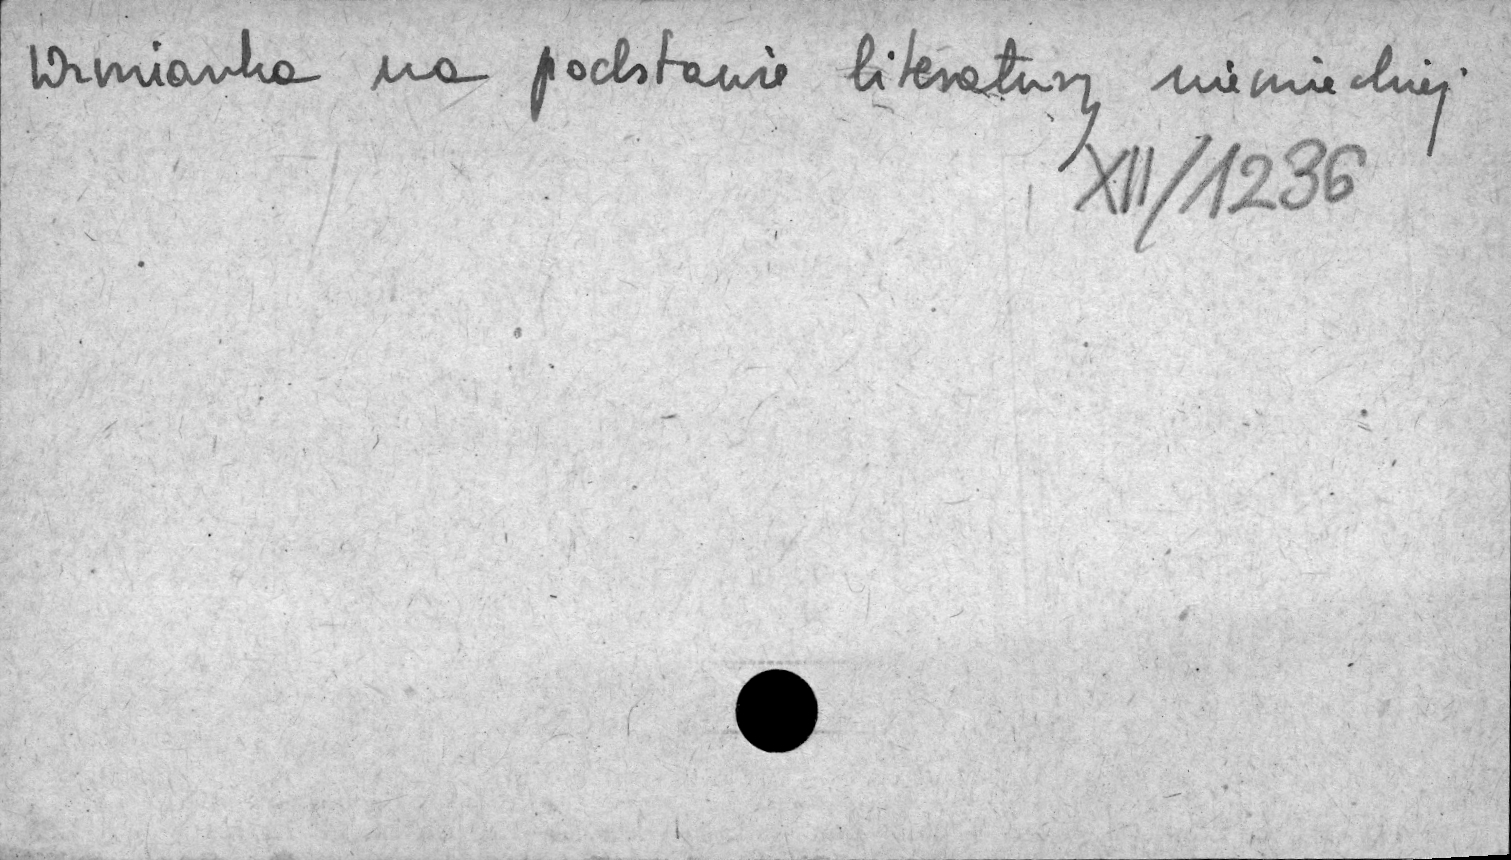 Wzmianka na podstawie literatury niemieckiej
XII/1236